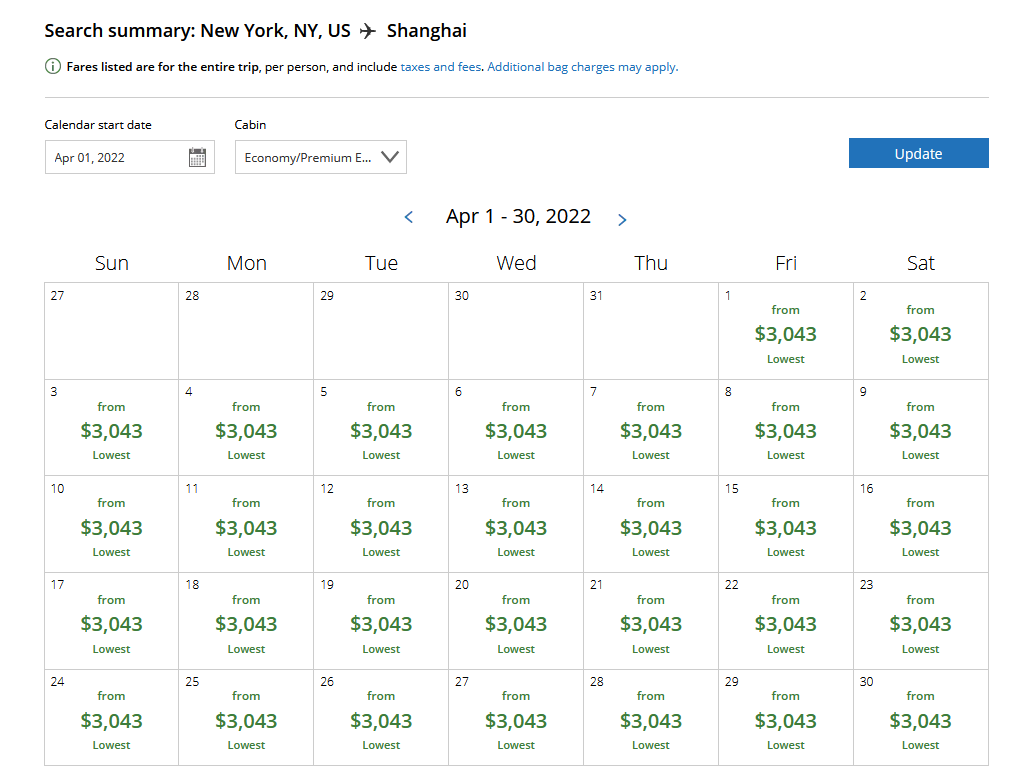 Search summary: New York, NY, US ✈ Shanghai
Fares listed are for the entire trip, per person, and include taxes and fees. Additional bag charges may apply.
Calendar start date Cabin
Apr 01, 2022 Economy/Premium E... Update
< Apr 1 - 30, 2022 >
Sun Mon Tue Wed Thu Fri Sat
27 28 29 30 31 1 2
from from
$3,043 $3,043
Lowest Lowest
3 4 5 6 7 8 9
from from from from from from from
$3,043 $3,043 $3,043 $3,043 $3,043 $3,043 $3,043
Lowest Lowest Lowest Lowest Lowest Lowest Lowest
10 11 12 13 14 15 16
from from from from from from from
$3,043 $3,043 $3,043 $3,043 $3,043 $3,043 $3,043
Lowest Lowest Lowest Lowest Lowest Lowest Lowest
17 18 19 20 21 22 23
from from from from from from from
$3,043 $3,043 $3,043 $3,043 $3,043 $3,043 $3,043
Lowest Lowest Lowest Lowest Lowest Lowest Lowest
24 25 26 27 28 29 30
from from from from from from from
$3,043 $3,043 $3,043 $3,043 $3,043 $3,043 $3,043
Lowest Lowest Lowest Lowest Lowest Lowest Lowest